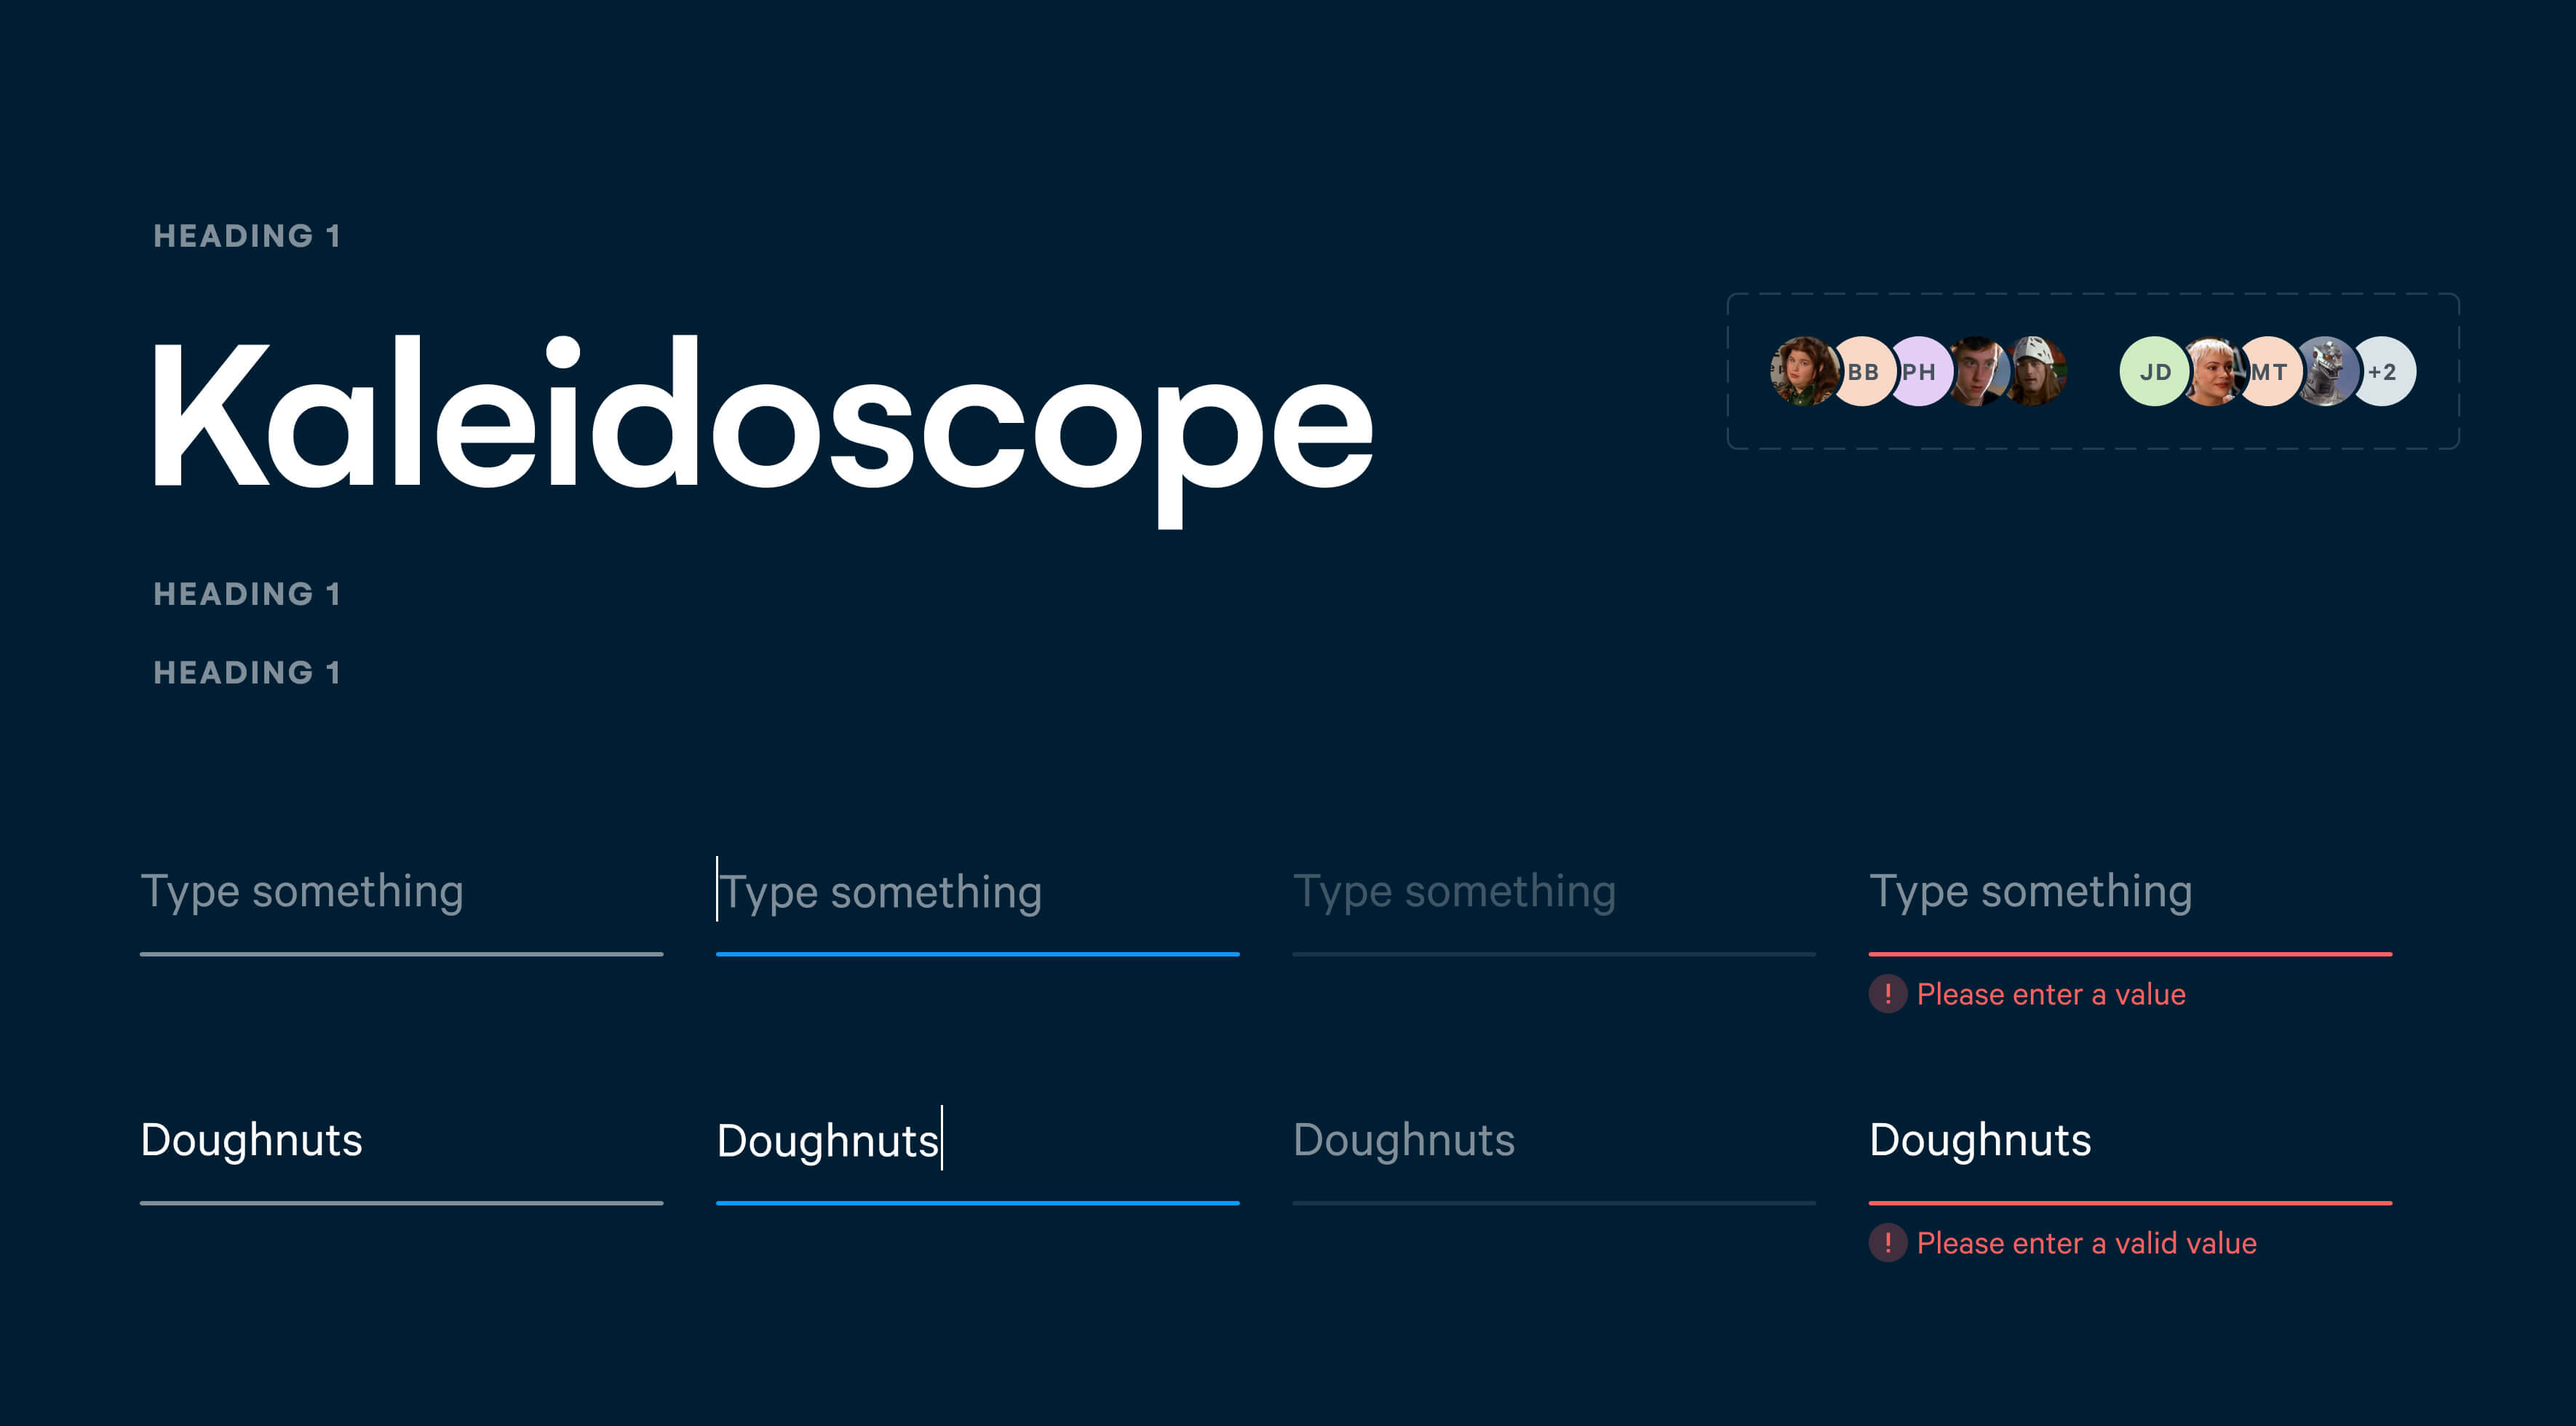 HEADING 1
Kaleidoscope
BB PH JD MT +2
HEADING 1
HEADING 1
Type something Type something Type something Type something
! Please enter a value
Doughnuts Doughnuts Doughnuts Doughnuts
! Please enter a valid value